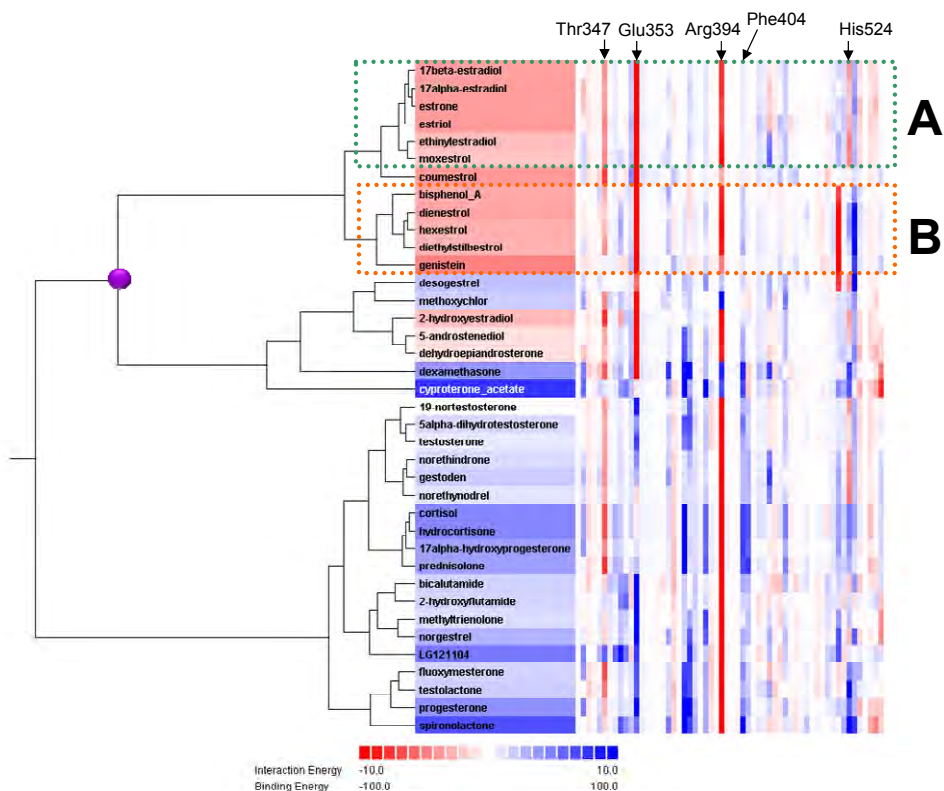 Thr347 Glu353 Arg394 Phe404 His524
17beta-estradiol
17alpha-estradiol
estrone
estriol
ethinylestradiol
moxestrol
A
coumestrol
bisphenol_A
dienestrol
hexestrol
diethylstilbestrol
genistein
B
desogestrel
methoxychlor
2-hydroxyestradiol
5-androstenediol
dehydroepiandrosterone
dexamethasone
cyproterone_acetate
19-nortestosterone
5alpha-dihydrotestosterone
testosterone
norethindrone
gestoden
norethynodrel
cortisol
hydrocortisone
17alpha-hydroxyprogesterone
prednisolone
bicalutamide
2-hydroxyflutamide
methyltrienolone
norgestrel
LG121104
fluoxymesterone
testolactone
progesterone
spironolactone
Interaction Energy -10.0 10.0
Binding Energy -100.0 100.0